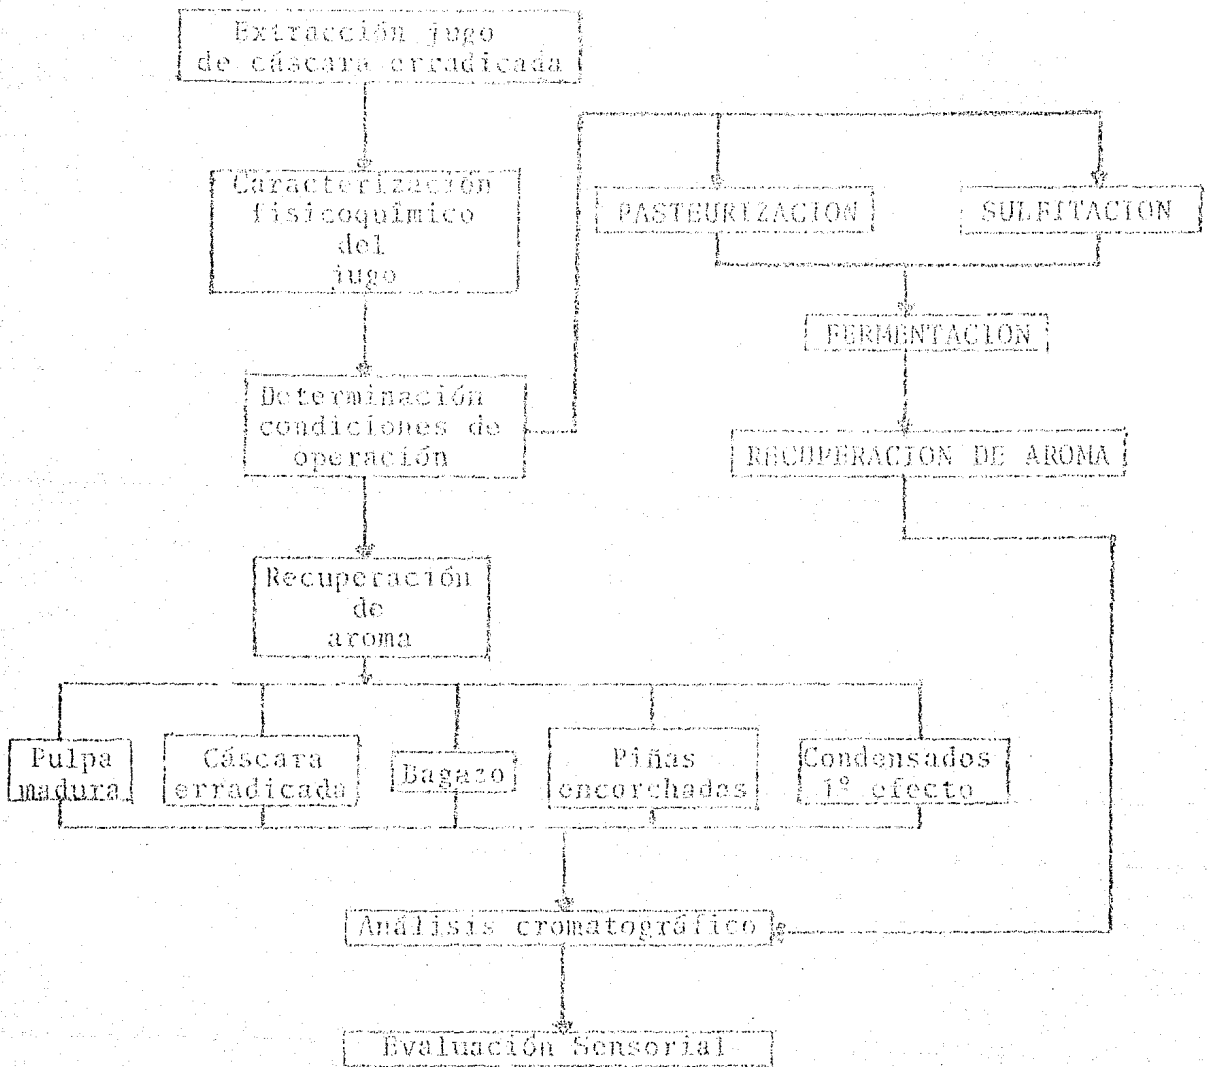 Extracción jugo
de cáscara erradicada
Caracterización
fisicoquímico
del
jugo
Determinación
condiciones de
operación
PASTEURIZACION
SULFITACION
FERMENTACION
RECUPERACION DE AROMA
Recuperación
de
aroma
Pulpa
madura
Cáscara
erradicada
Bagazo
Piñas
encorchadas
Condensados
1º efecto
Análisis cromatográfico
Evaluación Sensorial